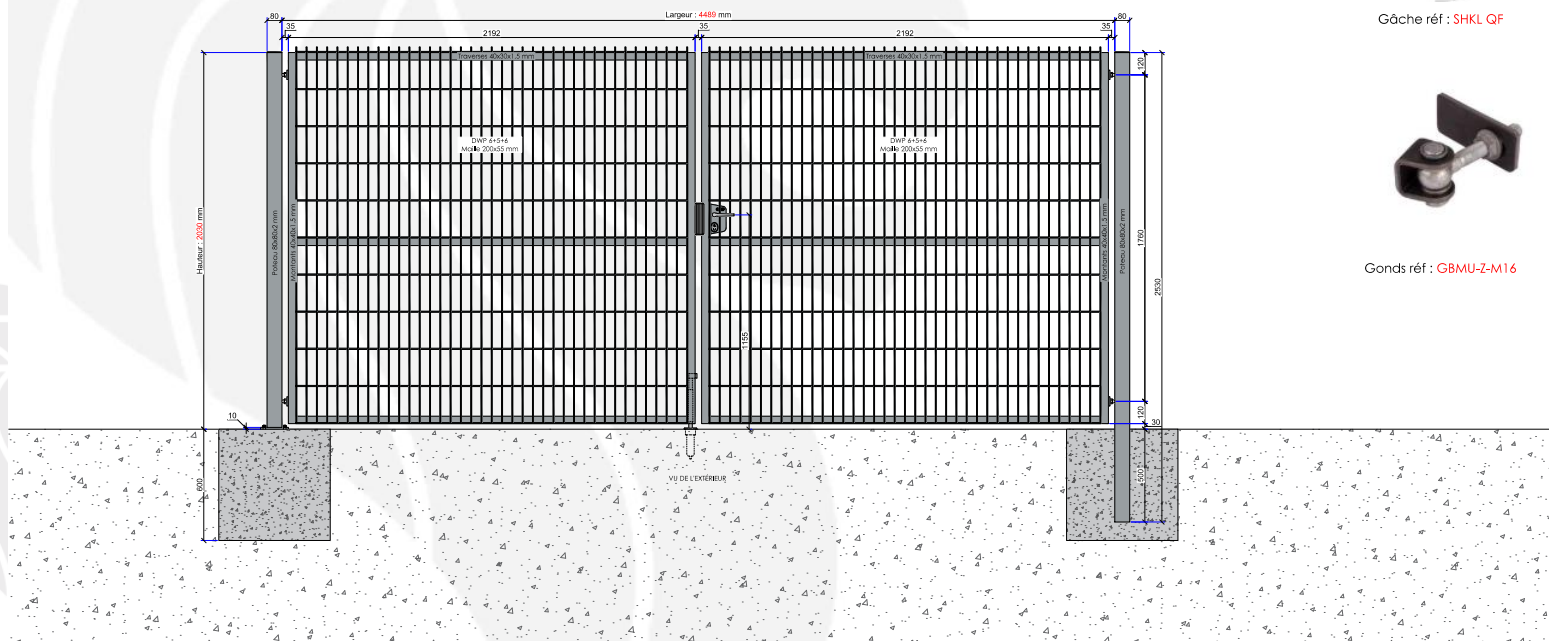 Largeur : 4489 mm
80
80
35
35
35
2192
2192
Gâche réf : SHKL QF
Traverses 40x30x1.5 mm
Traverses 40x30x1.5 mm
120
DWP 6+5+6
Maille 200x55 mm
DWP 6+5+6
Maille 200x55 mm
Hauteur : 2030 mm
Poteau 80x80x2 mm
Montants 40x40x1.5 mm
Montants 40x40x1.5 mm
Poteau 80x80x2 mm
1760
2530
Gonds réf : GBMU-Z-M16
1155
10
120
30
600
500
VU DE L'EXTÉRIEUR